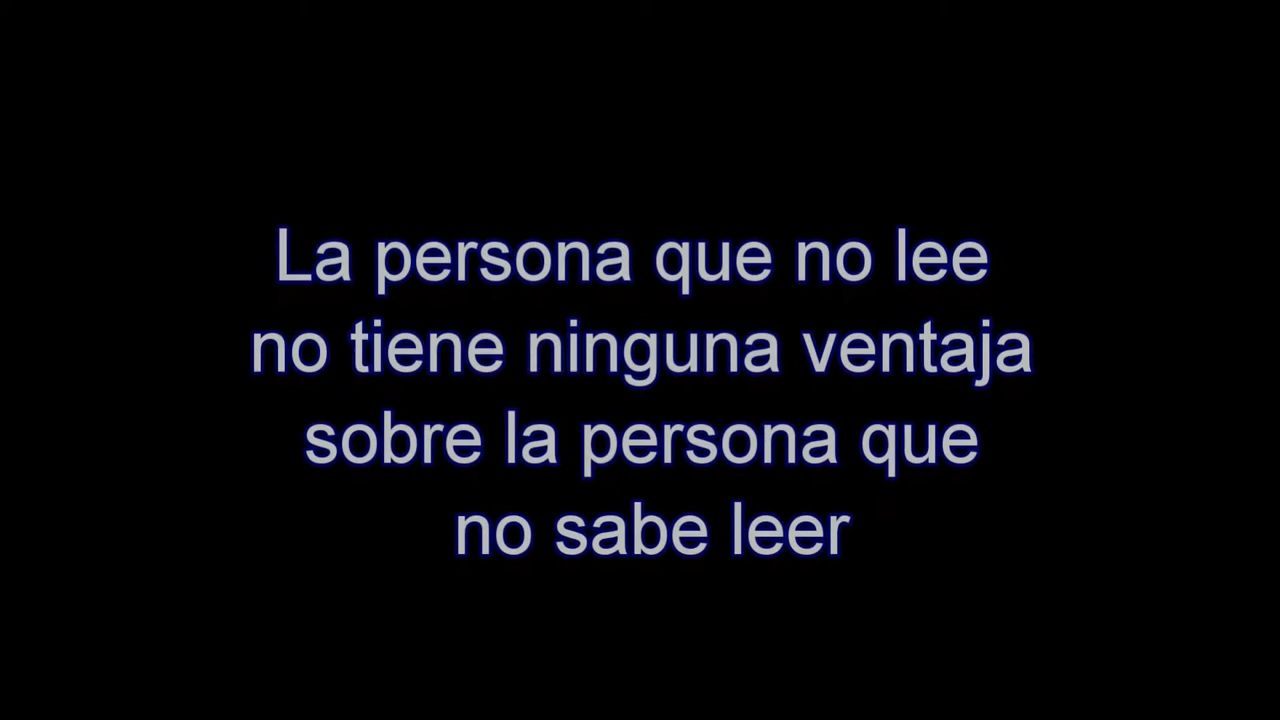 La persona que no lee
no tiene ninguna ventaja
sobre la persona que
no sabe leer